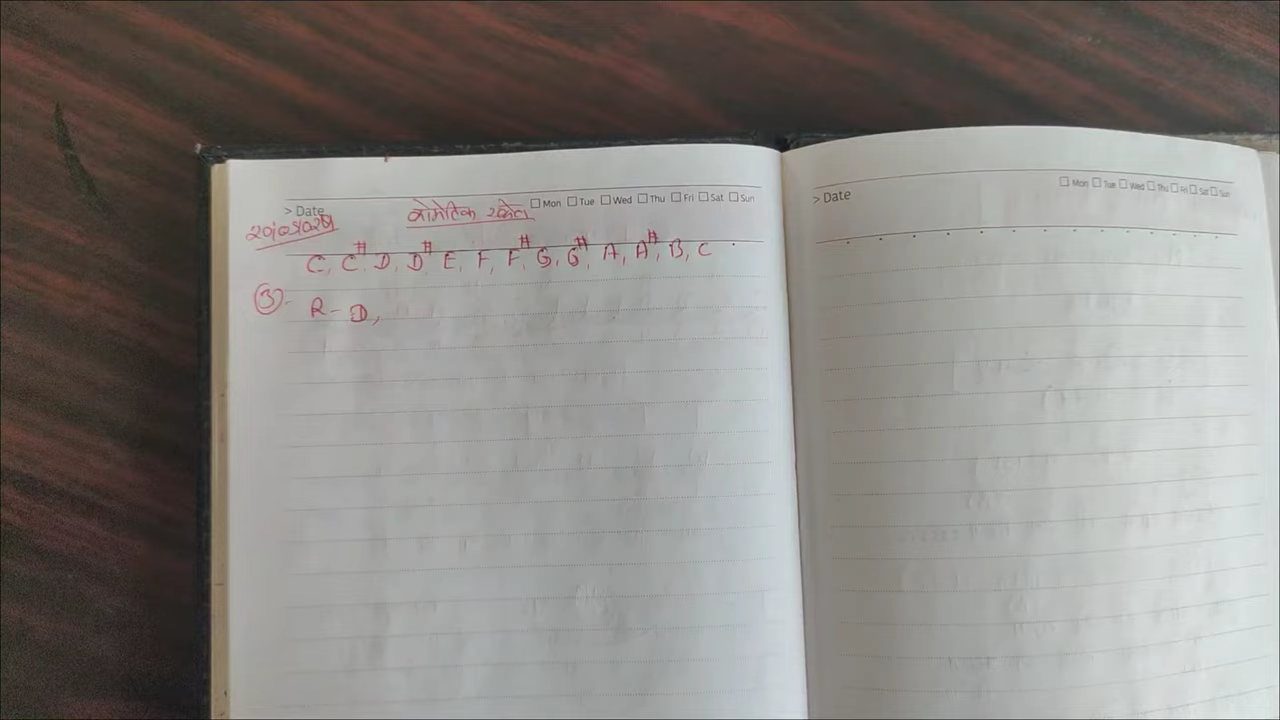 > Date क्रोमेटिक स्केल Mon Tue Wed Thu Fri Sat Sun
C, C#, D, D#, E, F, F#, G, G#, A, A#, B, C
③- R - D,
> Date Mon Tue Wed Thu Fri Sat Sun